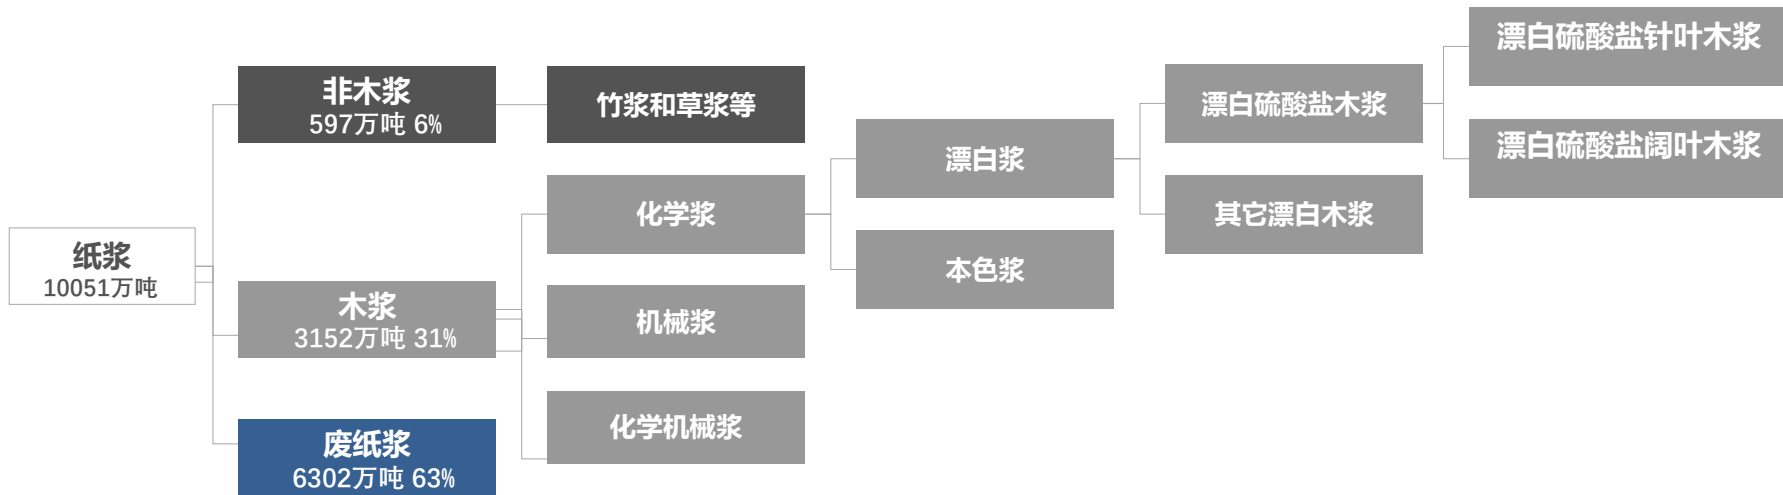 纸浆
10051万吨
非木浆
597万吨 6%
木浆
3152万吨 31%
废纸浆
6302万吨 63%
竹浆和草浆等
化学浆
机械浆
化学机械浆
漂白浆
本色浆
漂白硫酸盐木浆
其它漂白木浆
漂白硫酸盐针叶木浆
漂白硫酸盐阔叶木浆